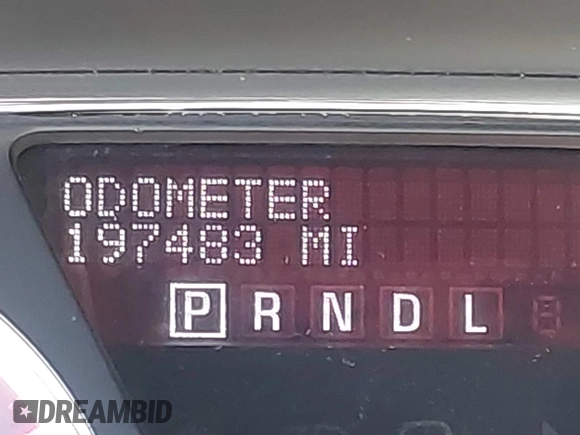 ODOMETER
197483 MI
P R N D L
DREAMBID